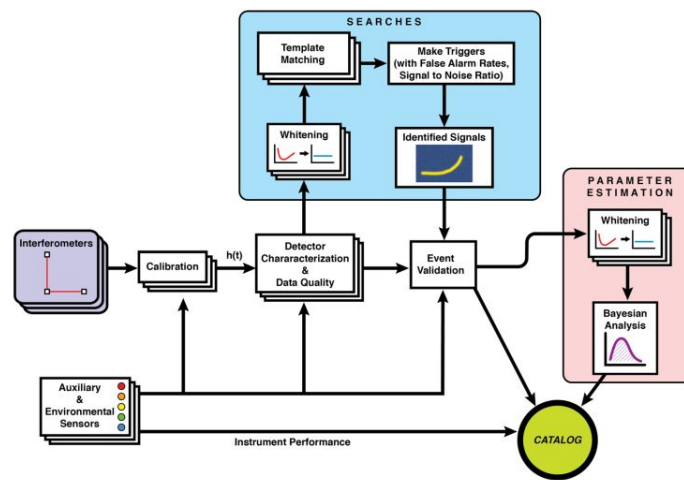 SEARCHES
Template
Matching
Make Triggers
(with False Alarm Rates,
Signal to Noise Ratio)
Whitening
Identified Signals
PARAMETER
ESTIMATION
Whitening
Interferometers
Calibration
h(t)
Detector
Chararacterization
&
Data Quality
Event
Validation
Bayesian
Analysis
Auxiliary
&
Environmental
Sensors
Instrument Performance
CATALOG